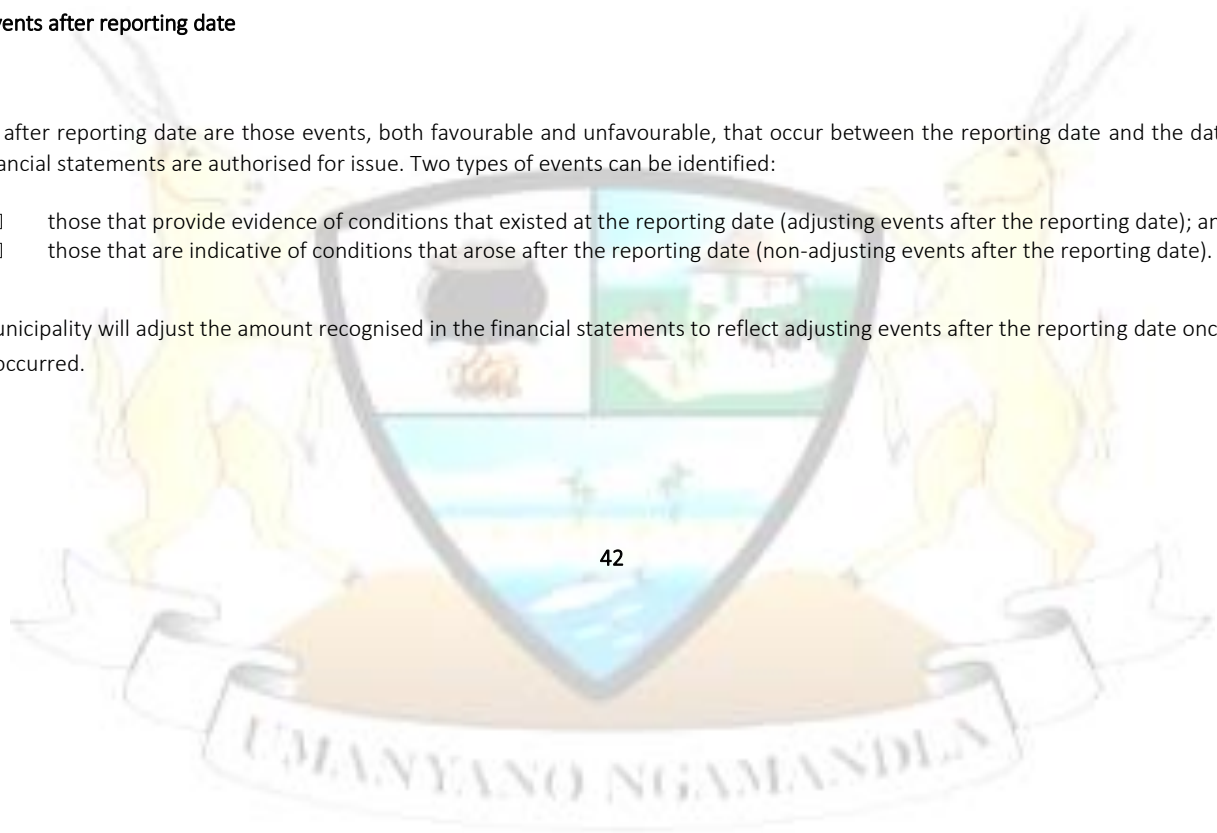 ents after reporting date
after reporting date are those events, both favourable and unfavourable, that occur between the reporting date and the dat
ancial statements are authorised for issue. Two types of events can be identified:
those that provide evidence of conditions that existed at the reporting date (adjusting events after the reporting date); an
those that are indicative of conditions that arose after the reporting date (non-adjusting events after the reporting date).
unicipality will adjust the amount recognised in the financial statements to reflect adjusting events after the reporting date onc
occurred.
42
UMANYANO NGAMANDLA